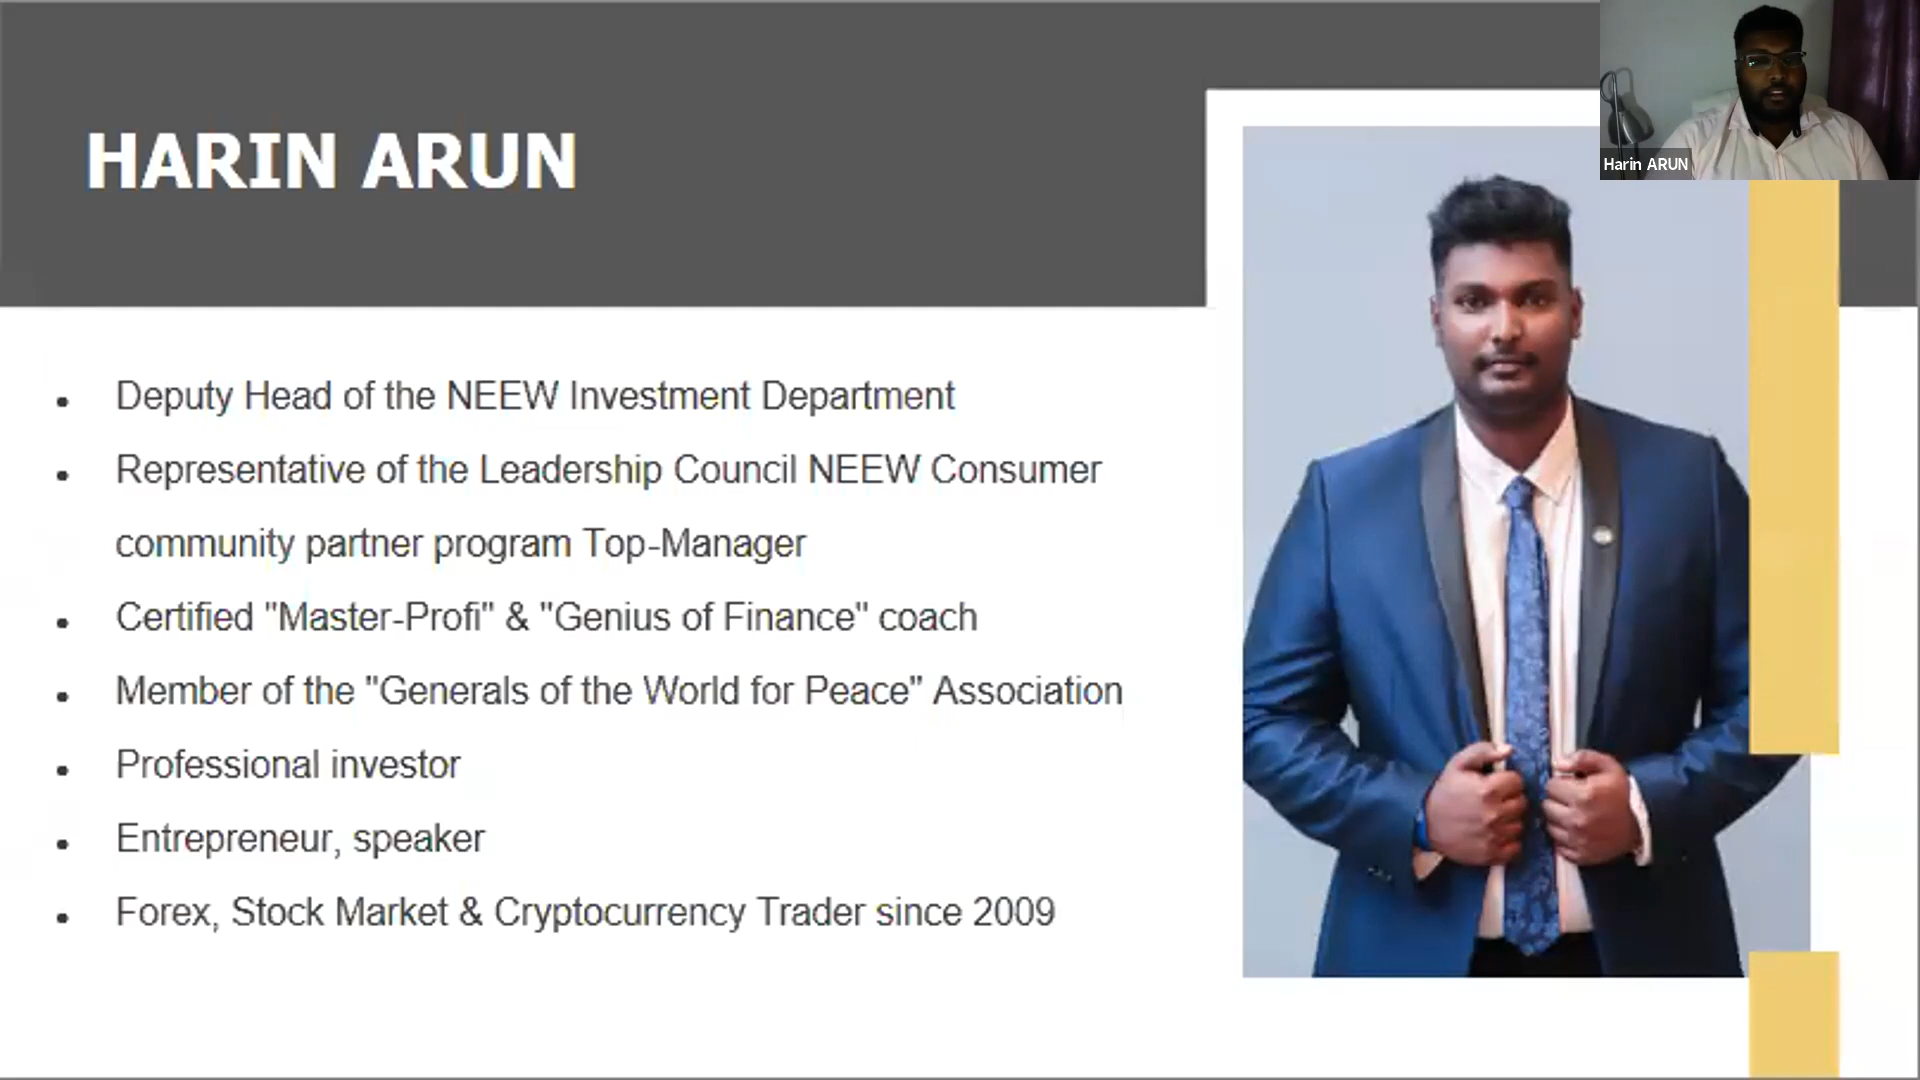 HARIN ARUN
Harin ARUN
Deputy Head of the NEEW Investment Department
Representative of the Leadership Council NEEW Consumer
community partner program Top-Manager
Certified "Master-Profi" & "Genius of Finance" coach
Member of the "Generals of the World for Peace" Association
Professional investor
Entrepreneur, speaker
Forex, Stock Market & Cryptocurrency Trader since 2009